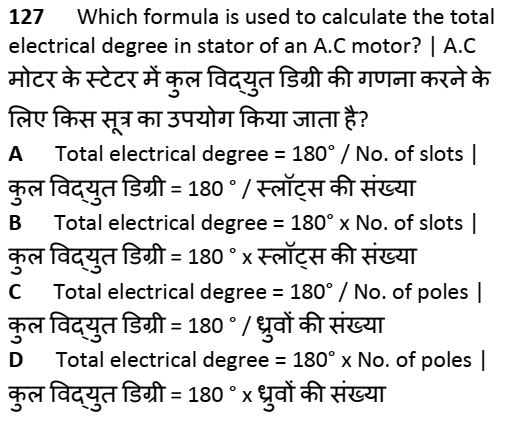 127 Which formula is used to calculate the total
electrical degree in stator of an A.C motor? | A.C
मोटर के स्टेटर में कुल विद्युत डिग्री की गणना करने के
लिए किस सूत्र का उपयोग किया जाता है?
A Total electrical degree = 180° / No. of slots |
कुल विद्युत डिग्री = 180 ° / स्लॉट्स की संख्या
B Total electrical degree = 180° x No. of slots |
कुल विद्युत डिग्री = 180 ° x स्लॉट्स की संख्या
C Total electrical degree = 180° / No. of poles |
कुल विद्युत डिग्री = 180 ° / ध्रुवों की संख्या
D Total electrical degree = 180° x No. of poles |
कुल विद्युत डिग्री = 180 ° x ध्रुवों की संख्या